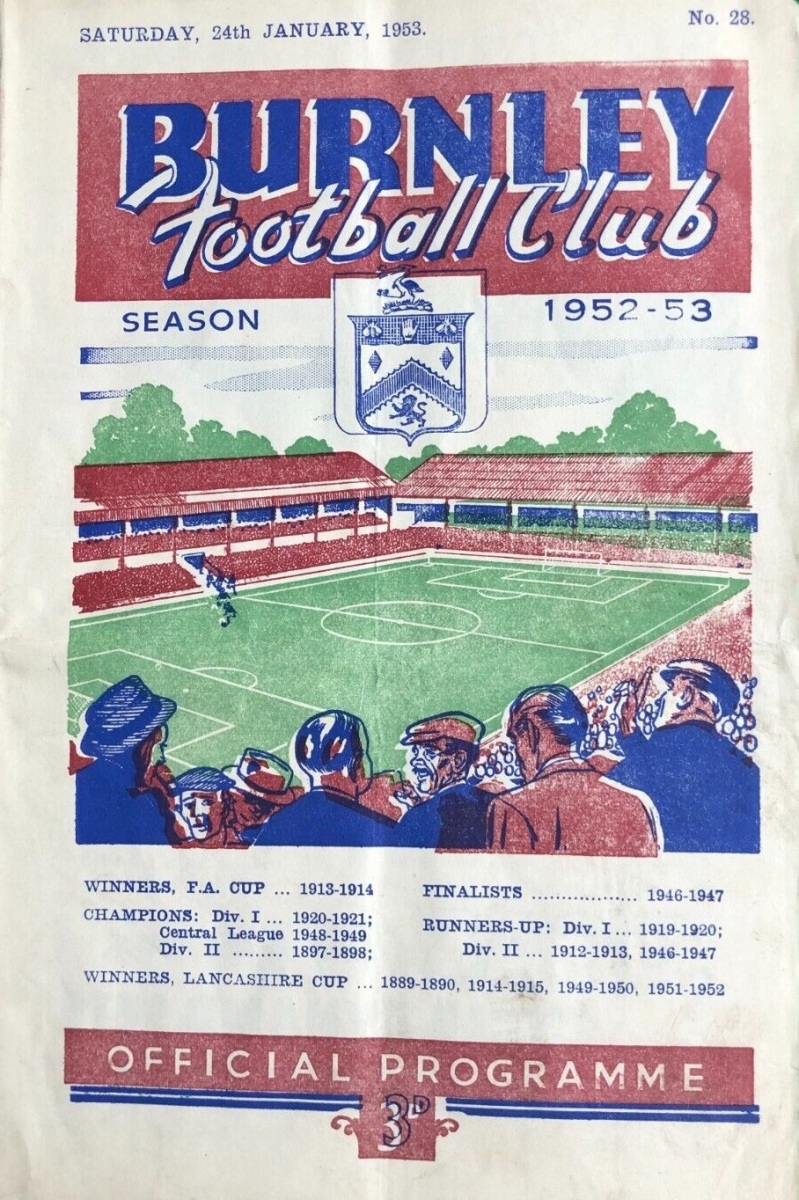 SATURDAY, 24th JANUARY, 1953.
No. 28.
BURNLEY
Football Club
SEASON 1952-53
WINNERS, F.A. CUP ... 1913-1914
CHAMPIONS: Div. I ... 1920-1921;
Central League 1948-1949
Div. II ......... 1897-1898;
FINALISTS .................. 1946-1947
RUNNERS-UP: Div. I ... 1919-1920;
Div. II ... 1912-1913, 1946-1947
WINNERS, LANCASHIRE CUP ... 1889-1890, 1914-1915, 1949-1950, 1951-1952
OFFICIAL PROGRAMME
3D